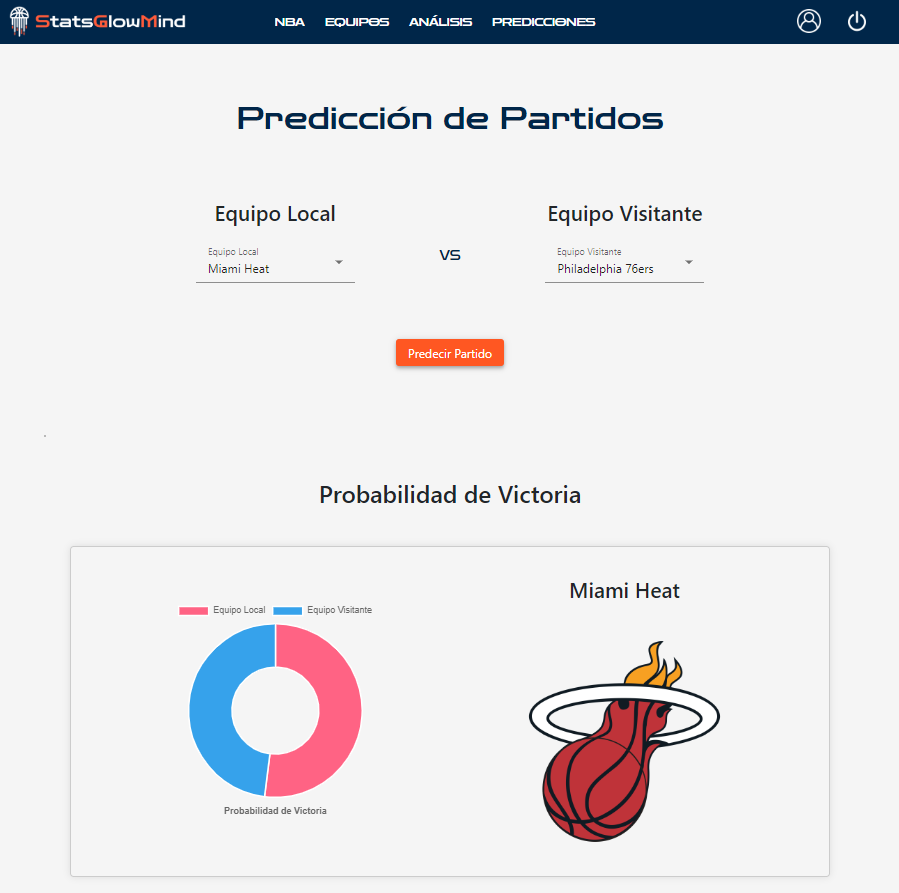 StatsGlowMind NBA EQUIPOS ANÁLISIS PREDICCIONES
Predicción de Partidos
Equipo Local
Equipo Local
Miami Heat
VS
Equipo Visitante
Equipo Visitante
Philadelphia 76ers
Predecir Partido
Probabilidad de Victoria
Equipo Local Equipo Visitante
Probabilidad de Victoria
Miami Heat